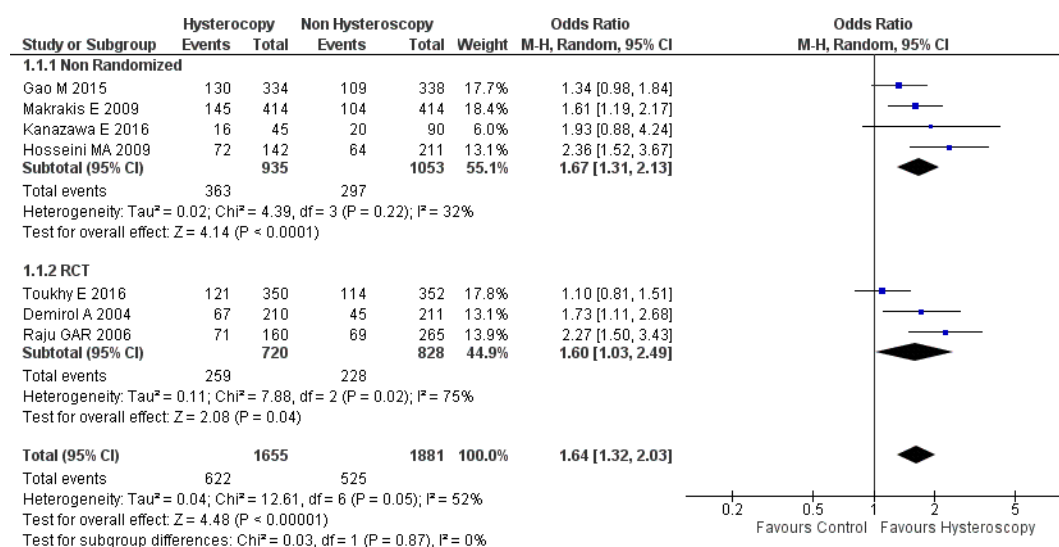 Hysterocopy Non Hysteroscopy Odds Ratio Odds Ratio
Study or Subgroup Events Total Events Total Weight M-H, Random, 95% CI M-H, Random, 95% CI
1.1.1 Non Randomized
Gao M 2015 130 334 109 338 17.7% 1.34 [0.98, 1.84]
Makrakis E 2009 145 414 104 414 18.4% 1.61 [1.19, 2.17]
Kanazawa E 2016 16 45 20 90 6.0% 1.93 [0.88, 4.24]
Hosseini MA 2009 72 142 64 211 13.1% 2.36 [1.52, 3.67]
Subtotal (95% CI) 935 1053 55.1% 1.67 [1.31, 2.13]
Total events 363 297
Heterogeneity: Tau² = 0.02; Chi² = 4.39, df = 3 (P = 0.22); I² = 32%
Test for overall effect: Z = 4.14 (P < 0.0001)
1.1.2 RCT
Toukhy E 2016 121 350 114 352 17.8% 1.10 [0.81, 1.51]
Demirol A 2004 67 210 45 211 13.1% 1.73 [1.11, 2.68]
Raju GAR 2006 71 160 69 265 13.9% 2.27 [1.50, 3.43]
Subtotal (95% CI) 720 828 44.9% 1.60 [1.03, 2.49]
Total events 259 228
Heterogeneity: Tau² = 0.11; Chi² = 7.88, df = 2 (P = 0.02); I² = 75%
Test for overall effect: Z = 2.08 (P = 0.04)
Total (95% CI) 1655 1881 100.0% 1.64 [1.32, 2.03]
Total events 622 525
Heterogeneity: Tau² = 0.04; Chi² = 12.61, df = 6 (P = 0.05); I² = 52%
Test for overall effect: Z = 4.48 (P < 0.00001)
Test for subgroup differences: Chi² = 0.03, df = 1 (P = 0.87), I² = 0%
0.2 0.5 1 2 5
Favours Control Favours Hysteroscopy